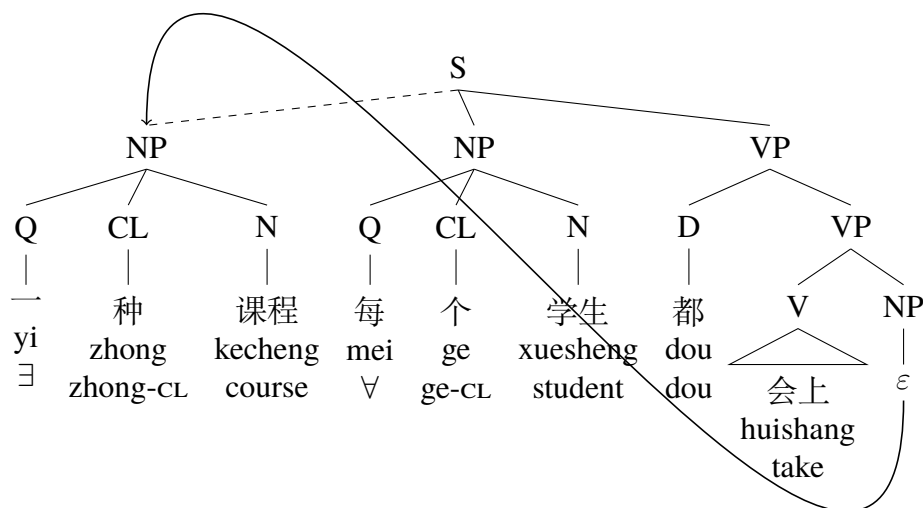 S
NP NP VP
Q CL N Q CL N D VP
一 种 课程 每 个 学生 都 V NP
yi zhong kecheng mei ge xuesheng dou
∃ zhong-CL course ∀ ge-CL student dou 会上 ε
huishang
take